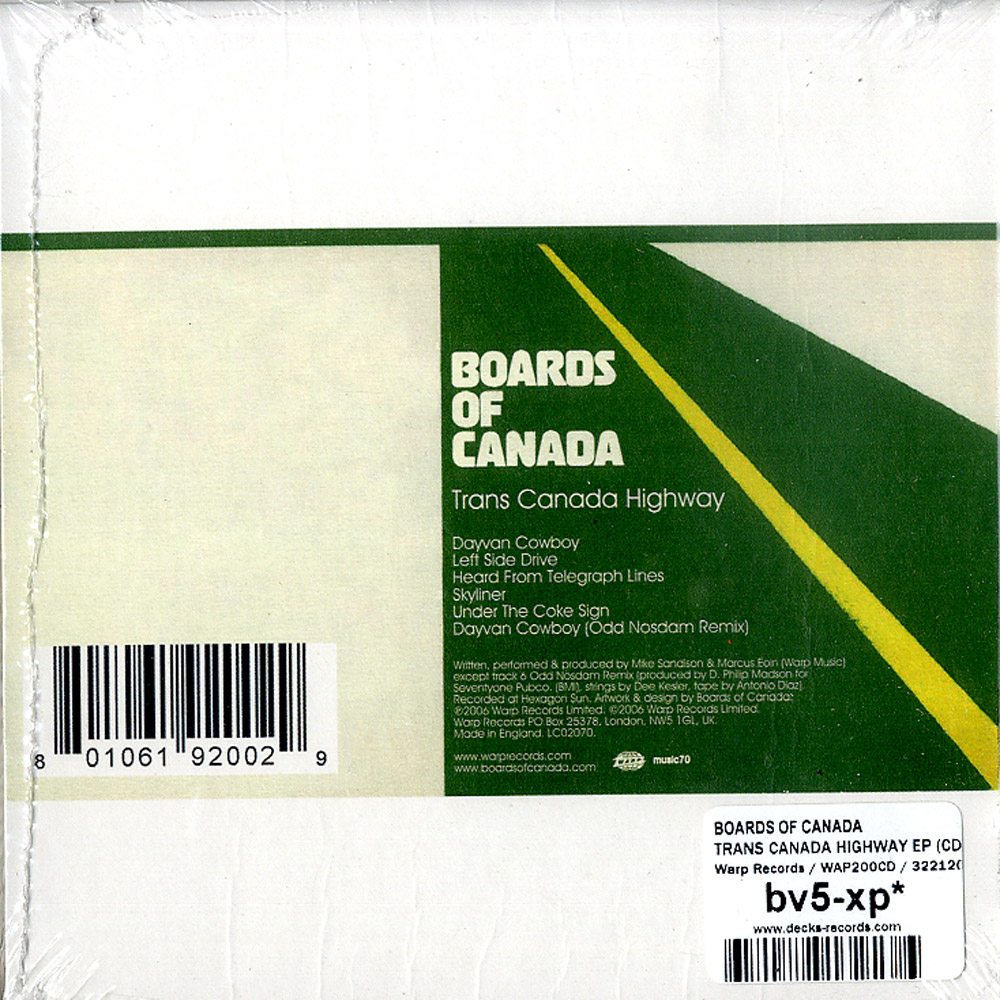 BOARDS
OF
CANADA
Trans Canada Highway
Dayvan Cowboy
Left Side Drive
Heard From Telegraph Lines
Skyliner
Under The Coke Sign
Dayvan Cowboy (Odd Nosdam Remix)
Written, performed & produced by Mike Sandison & Marcus Eoin (Warp Music)
except track 6 Odd Nosdam Remix (produced by D. Philip Madson for
Seventyone Pubco. (BMI), strings by Dee Kesler, tape by Antonio Diaz)
Recorded at Hexagon Sun. Artwork & design by Boards of Canada.
℗2006 Warp Records Limited. ©2006 Warp Records Limited.
Warp Records PO Box 25378, London, NW5 1GL, UK.
Made in England. LC02070.
www.warprecords.com
www.boardsofcanada.com
music70
8 01061 92002 9
BOARDS OF CANADA
TRANS CANADA HIGHWAY EP (CD
Warp Records / WAP200CD / 322120
bv5-xp*
www.decks-records.com